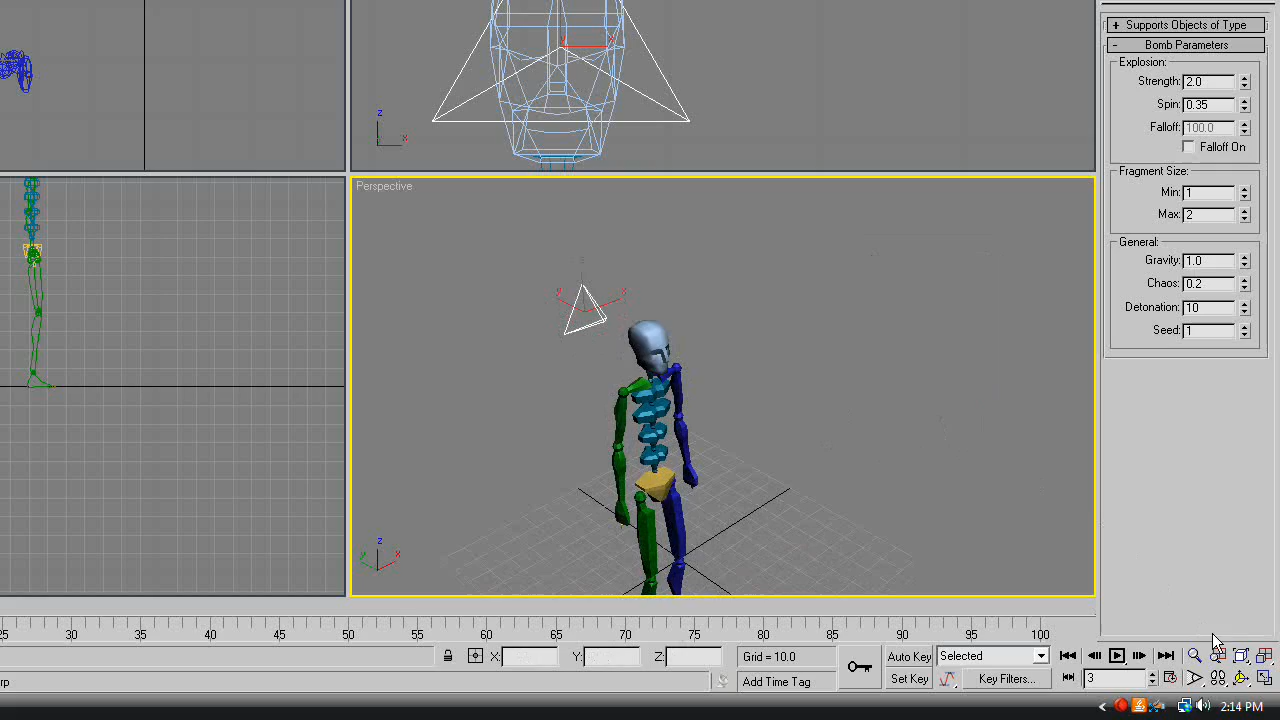 + Supports Objects of Type
- Bomb Parameters
Explosion:
Strength: 2.0
Spin: 0.35
Falloff: 100.0
Falloff On
Fragment Size:
Min: 1
Max: 2
General:
Gravity: 1.0
Chaos: 0.2
Detonation: 10
Seed: 1
z
x
x
Perspective
y
x
z
y
x
25 30 35 40 45 50 55 60 65 70 75 80 85 90 95 100
X: Y: Z: Grid = 10.0 Auto Key Selected
rp Add Time Tag Set Key Key Filters... 3
2:14 PM